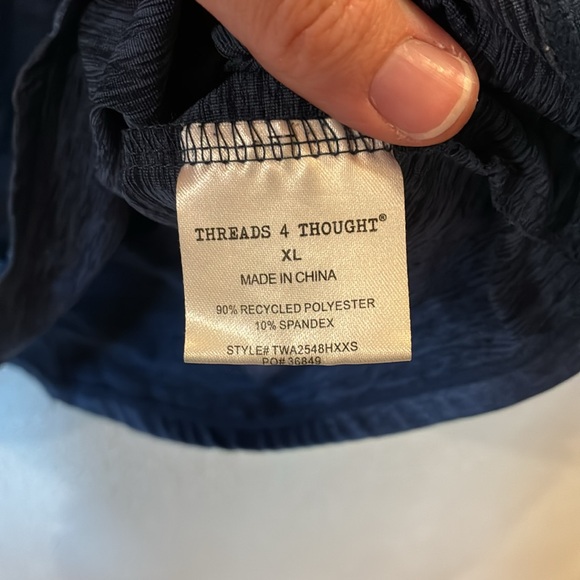 THREADS 4 THOUGHT®
XL
MADE IN CHINA
90% RECYCLED POLYESTER
10% SPANDEX
STYLE# TWA2548HXXS
PO# 36849